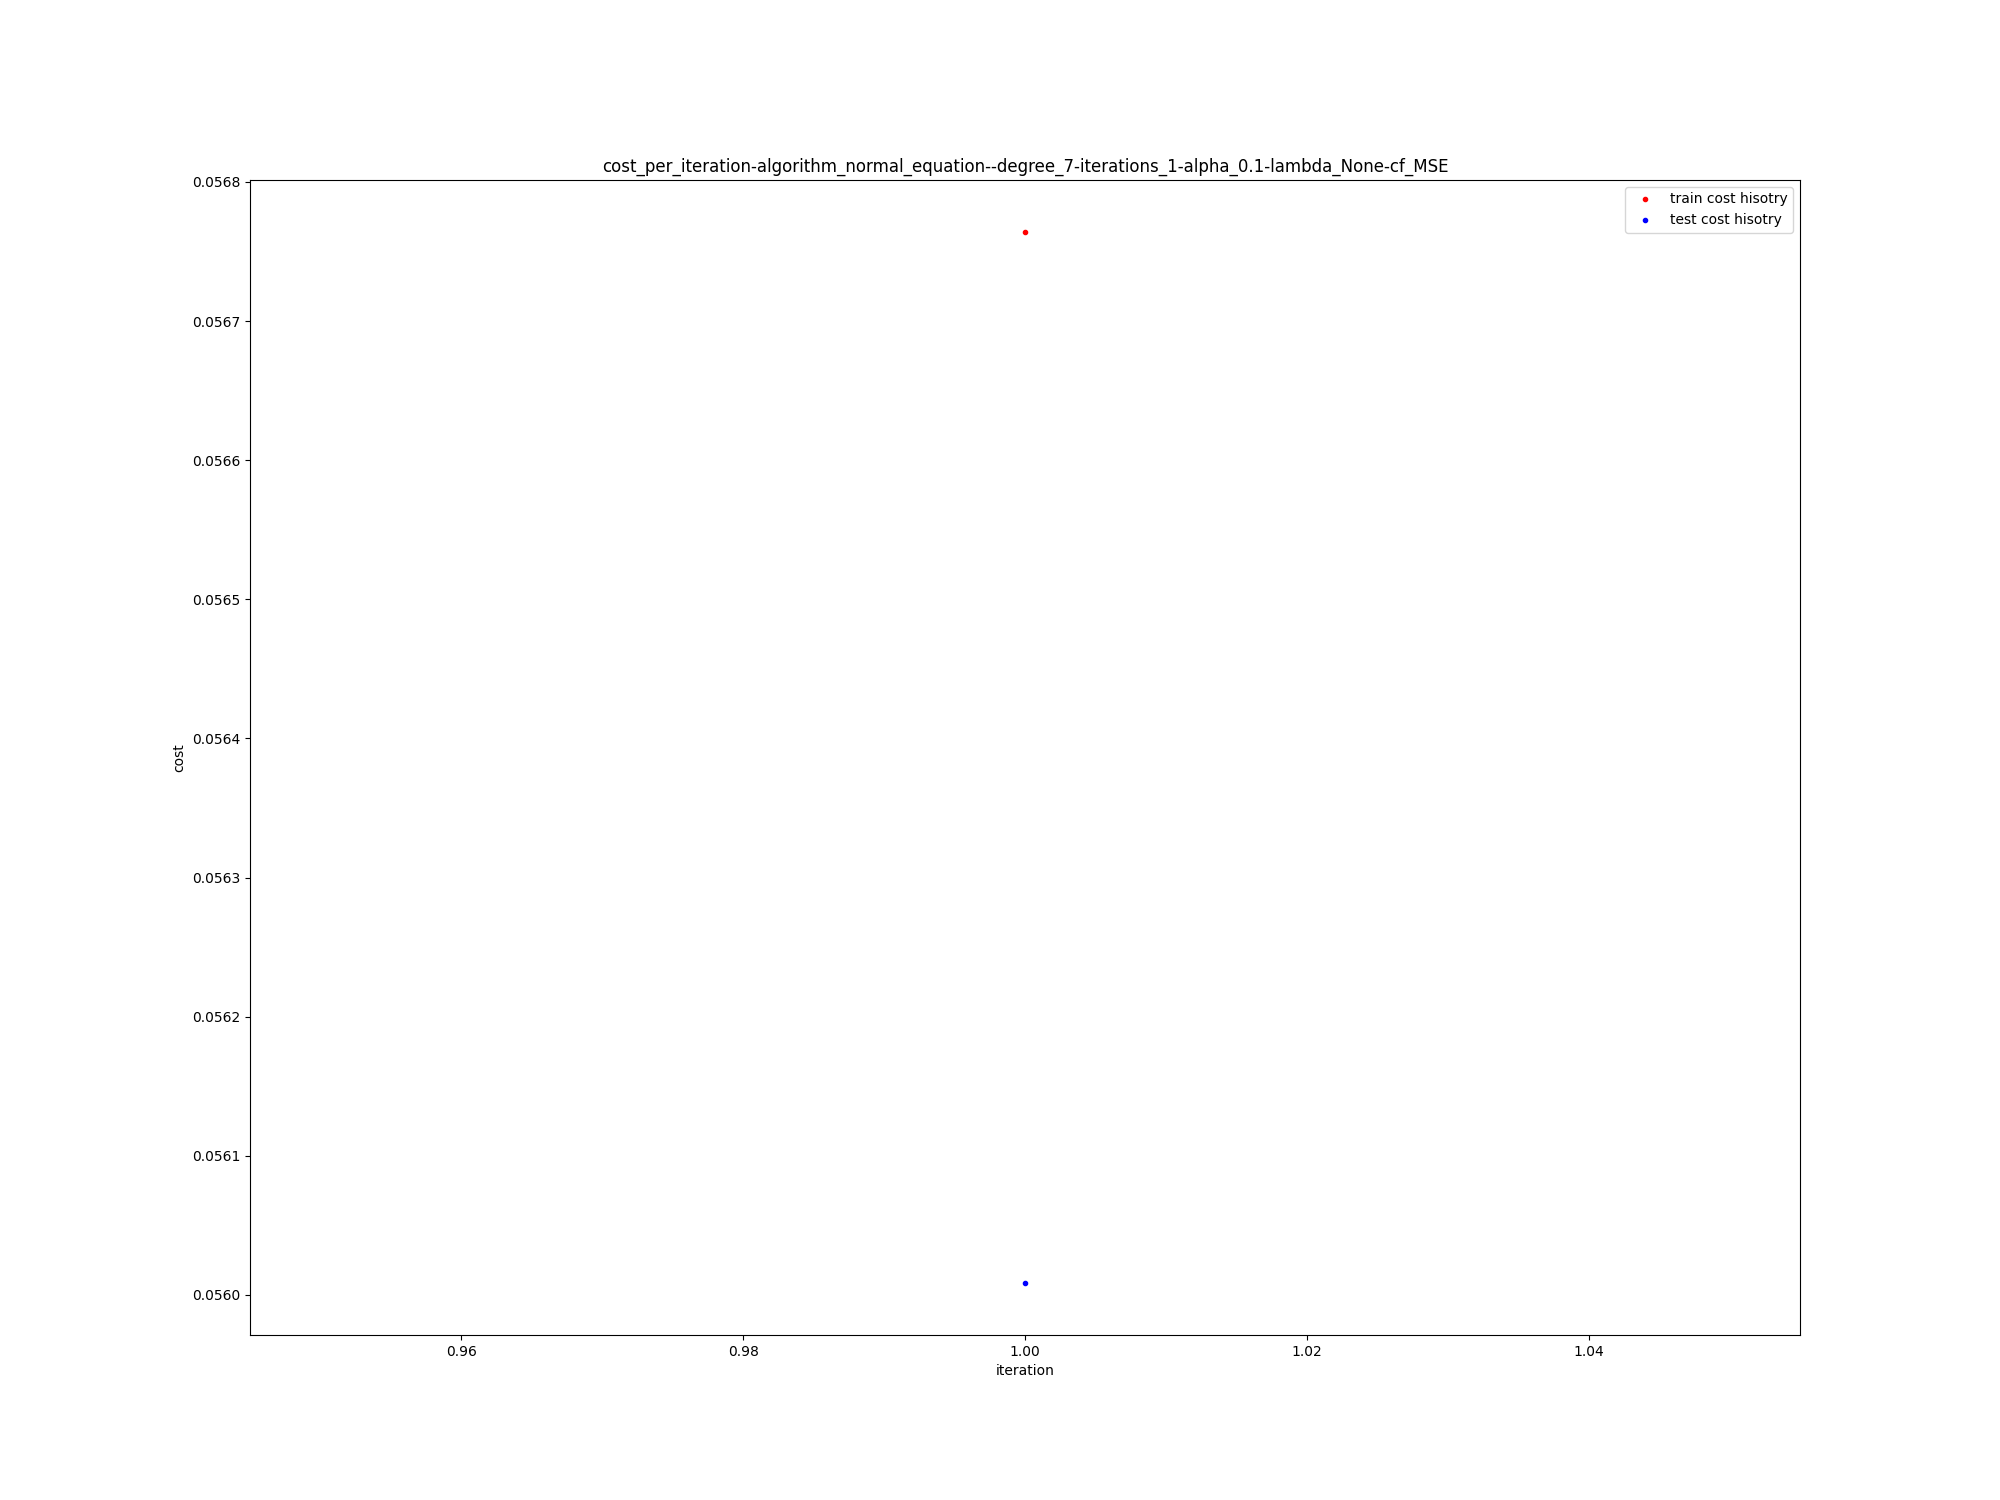 cost_per_iteration-algorithm_normal_equation--degree_7-iterations_1-alpha_0.1-lambda_None-cf_MSE
train cost hisotry
test cost hisotry
0.0568
0.0567
0.0566
0.0565
0.0564
0.0563
0.0562
0.0561
0.0560
cost
0.96 0.98 1.00 1.02 1.04
iteration